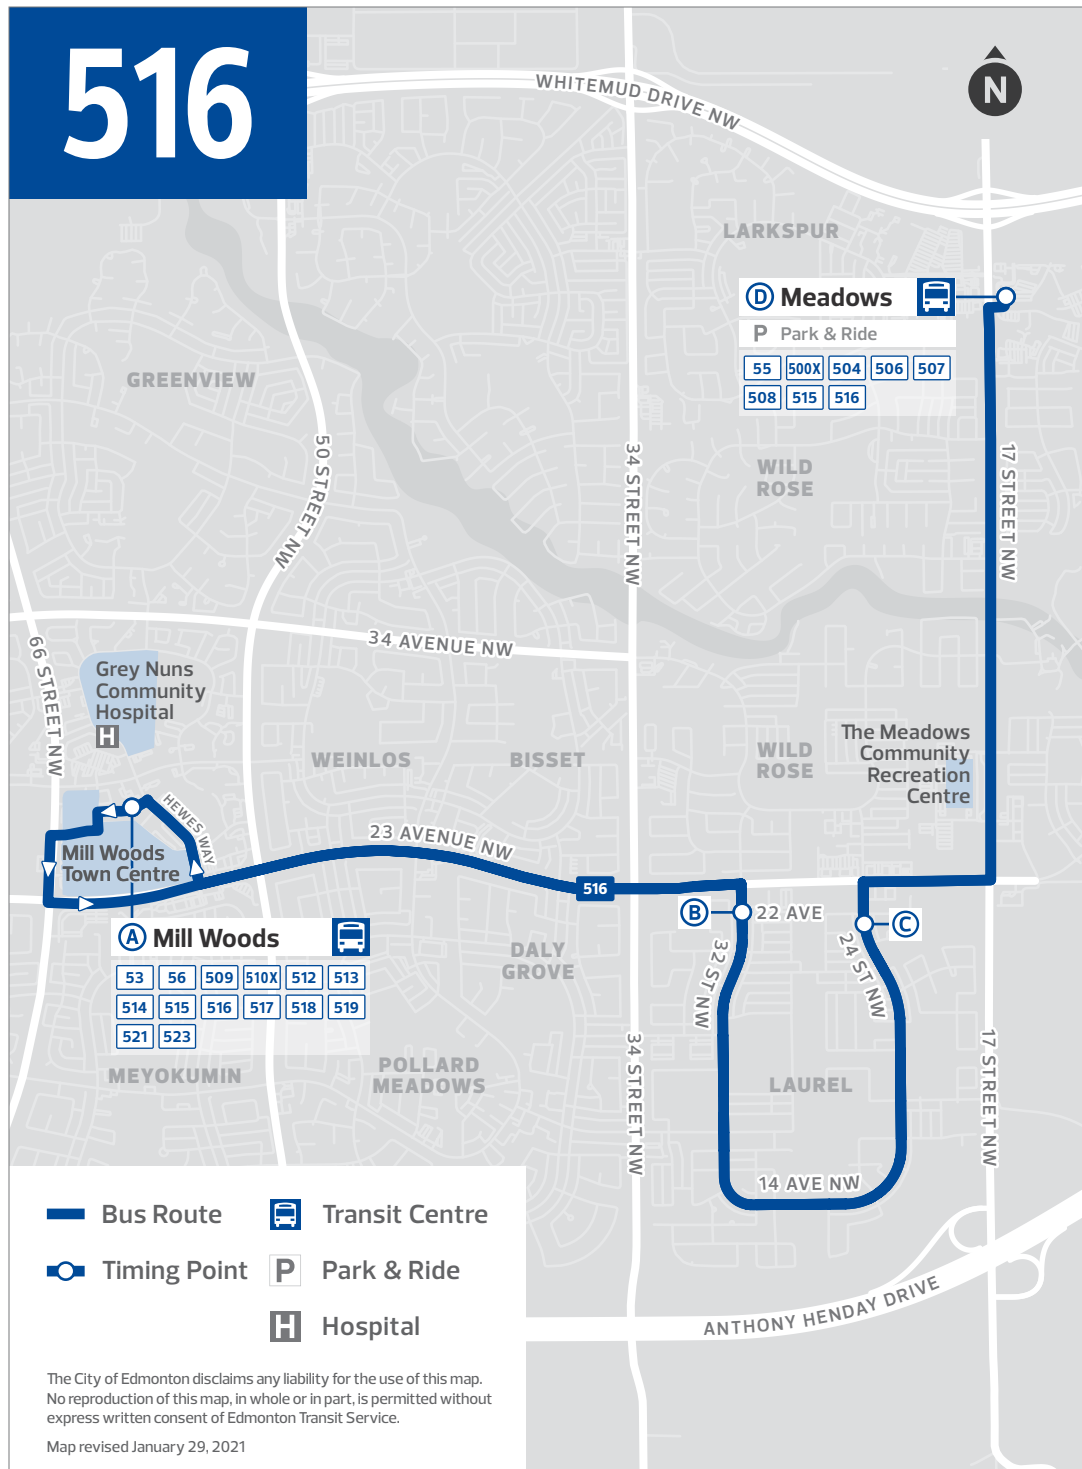 516
N
WHITEMUD DRIVE NW
LARKSPUR
D Meadows
P Park & Ride
55 500X 504 506 507
508 515 516
GREENVIEW
50 STREET NW
34 STREET NW
WILD
ROSE
17 STREET NW
34 AVENUE NW
66 STREET NW
Grey Nuns
Community
Hospital
H
WEINLOS
BISSET
WILD
ROSE
The Meadows
Community
Recreation
Centre
HEWES WAY
23 AVENUE NW
Mill Woods
Town Centre
516
B
22 AVE
C
A Mill Woods
53 56 509 510X 512 513
514 515 516 517 518 519
521 523
DALY
GROVE
32 ST NW
24 ST NW
MEYOKUMIN
POLLARD
MEADOWS
34 STREET NW
LAUREL
17 STREET NW
14 AVE NW
Bus Route
Transit Centre
Timing Point
P Park & Ride
H Hospital
ANTHONY HENDAY DRIVE
The City of Edmonton disclaims any liability for the use of this map.
No reproduction of this map, in whole or in part, is permitted without
express written consent of Edmonton Transit Service.
Map revised January 29, 2021